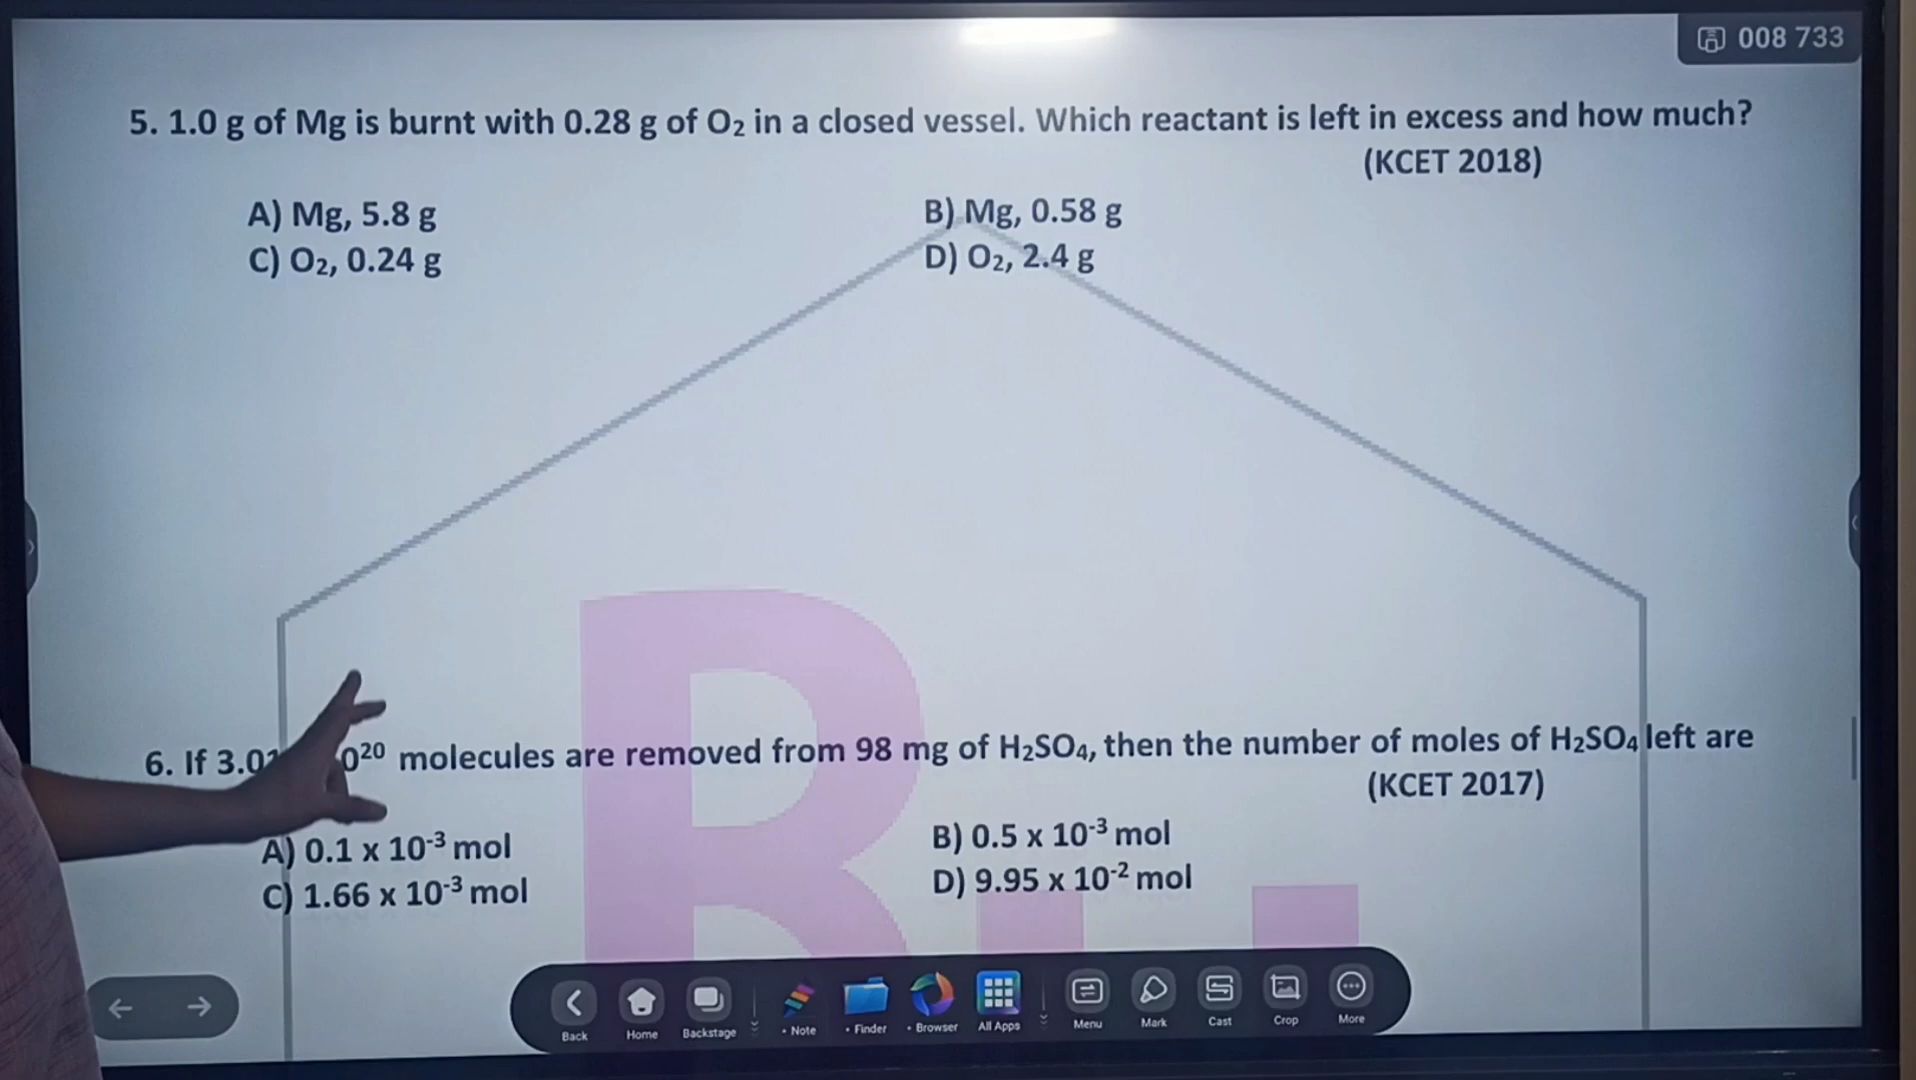 008 733
5. 1.0 g of Mg is burnt with 0.28 g of O₂ in a closed vessel. Which reactant is left in excess and how much?
(KCET 2018)
A) Mg, 5.8 g B) Mg, 0.58 g
C) O₂, 0.24 g D) O₂, 2.4 g
6. If 3.01 0²⁰ molecules are removed from 98 mg of H₂SO₄, then the number of moles of H₂SO₄ left are
(KCET 2017)
A) 0.1 x 10⁻³ mol B) 0.5 x 10⁻³ mol
C) 1.66 x 10⁻³ mol D) 9.95 x 10⁻² mol
R
Back Home Backstage • Note • Finder • Browser All Apps Menu Mark Cast Crop More